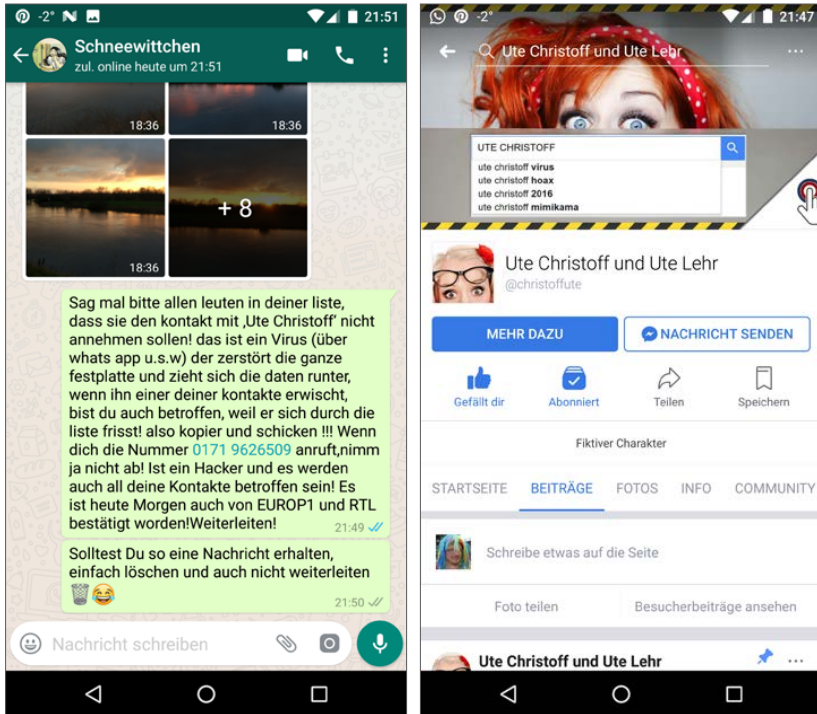 -2° N 21:51
Schneewittchen
zul. online heute um 21:51
18:36
18:36
+ 8
18:36
Sag mal bitte allen leuten in deiner liste,
dass sie den kontakt mit ‚Ute Christoff' nicht
annehmen sollen! das ist ein Virus (über
whats app u.s.w) der zerstört die ganze
festplatte und zieht sich die daten runter,
wenn ihn einer deiner kontakte erwischt,
bist du auch betroffen, weil er sich durch die
liste frisst! also kopier und schicken !!! Wenn
dich die Nummer 0171 9626509 anruft,nimm
ja nicht ab! Ist ein Hacker und es werden
auch all deine Kontakte betroffen sein! Es
ist heute Morgen auch von EUROP1 und RTL
bestätigt worden!Weiterleiten!
21:49
Solltest Du so eine Nachricht erhalten,
einfach löschen und auch nicht weiterleiten
🗑️😂
21:50
Nachricht schreiben
-2° 21:47
Ute Christoff und Ute Lehr
UTE CHRISTOFF
ute christoff virus
ute christoff hoax
ute christoff 2016
ute christoff mimikama
Ute Christoff und Ute Lehr
@christoffute
MEHR DAZU
NACHRICHT SENDEN
Gefällt dir
Abonniert
Teilen
Speichern
Fiktiver Charakter
STARTSEITE
BEITRÄGE
FOTOS
INFO
COMMUNITY
Schreibe etwas auf die Seite
Foto teilen
Besucherbeiträge ansehen
Ute Christoff und Ute Lehr